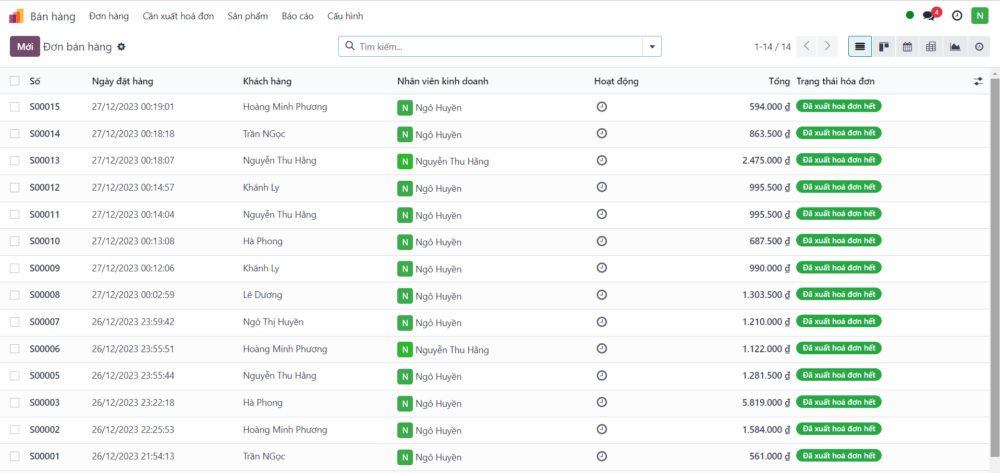 Bán hàng Đơn hàng Cần xuất hoá đơn Sản phẩm Báo cáo Cấu hình 4 N
Mới Đơn bán hàng Tìm kiếm... 1-14 / 14
Số Ngày đặt hàng Khách hàng Nhân viên kinh doanh Hoạt động Tổng Trạng thái hóa đơn
S00015 27/12/2023 00:19:01 Hoàng Minh Phương N Ngô Huyền 594.000 ₫ Đã xuất hoá đơn hết
S00014 27/12/2023 00:18:18 Trần NGọc N Ngô Huyền 863.500 ₫ Đã xuất hoá đơn hết
S00013 27/12/2023 00:18:07 Nguyễn Thu Hằng N Nguyễn Thu Hằng 2.475.000 ₫ Đã xuất hoá đơn hết
S00012 27/12/2023 00:14:57 Khánh Ly N Ngô Huyền 995.500 ₫ Đã xuất hoá đơn hết
S00011 27/12/2023 00:14:04 Nguyễn Thu Hằng N Ngô Huyền 995.500 ₫ Đã xuất hoá đơn hết
S00010 27/12/2023 00:13:08 Hà Phong N Ngô Huyền 687.500 ₫ Đã xuất hoá đơn hết
S00009 27/12/2023 00:12:06 Khánh Ly N Ngô Huyền 990.000 ₫ Đã xuất hoá đơn hết
S00008 27/12/2023 00:02:59 Lê Dương N Ngô Huyền 1.303.500 ₫ Đã xuất hoá đơn hết
S00007 26/12/2023 23:59:42 Ngô Thị Huyền N Ngô Huyền 1.210.000 ₫ Đã xuất hoá đơn hết
S00006 26/12/2023 23:55:51 Hoàng Minh Phương N Nguyễn Thu Hằng 1.122.000 ₫ Đã xuất hoá đơn hết
S00005 26/12/2023 23:55:44 Nguyễn Thu Hằng N Ngô Huyền 1.281.500 ₫ Đã xuất hoá đơn hết
S00003 26/12/2023 23:22:18 Hà Phong N Ngô Huyền 5.819.000 ₫ Đã xuất hoá đơn hết
S00002 26/12/2023 22:25:53 Hoàng Minh Phương N Ngô Huyền 1.584.000 ₫ Đã xuất hoá đơn hết
S00001 26/12/2023 21:54:13 Trần NGọc N Ngô Huyền 561.000 ₫ Đã xuất hoá đơn hết